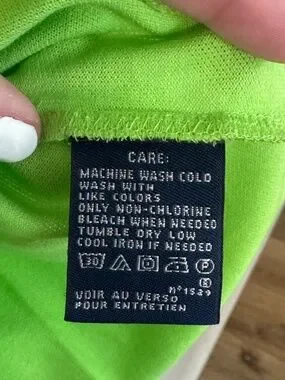 CARE:
MACHINE WASH COLD
WASH WITH
LIKE COLORS
ONLY NON-CHLORINE
BLEACH WHEN NEEDED
TUMBLE DRY LOW
COOL IRON IF NEEDED
30 P
N°1529
VOIR AU VERSO
POUR ENTRETIEN